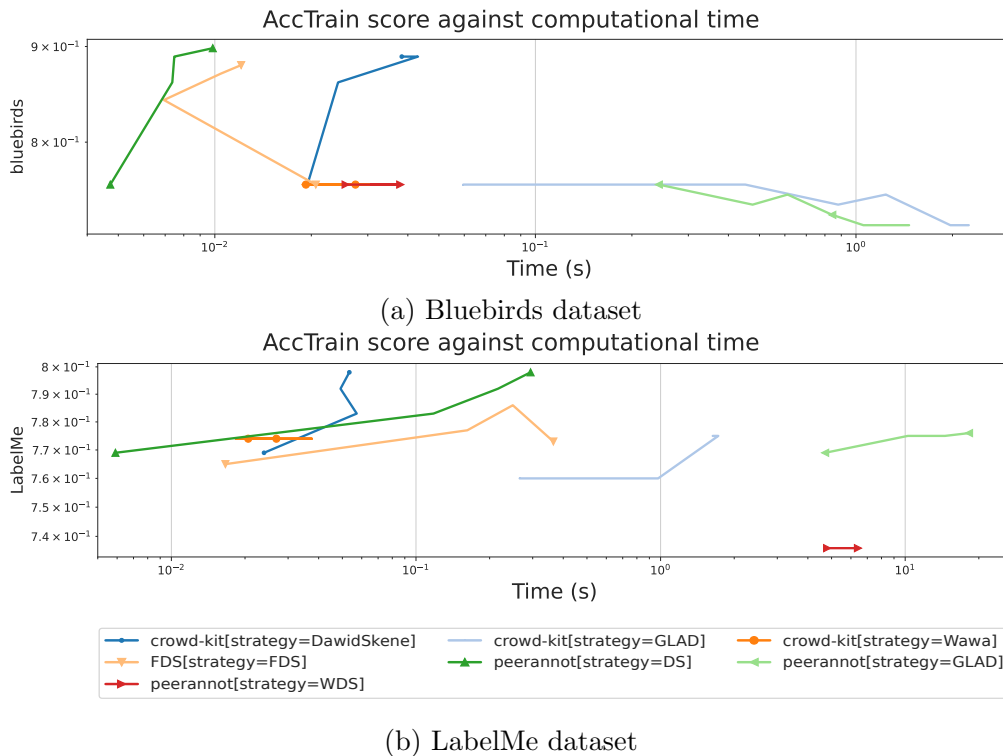 AccTrain score against computational time
9 × 10⁻¹
8 × 10⁻¹
bluebirds
10⁻² 10⁻¹ 10⁰
Time (s)
(a) Bluebirds dataset
AccTrain score against computational time
8 × 10⁻¹
7.9 × 10⁻¹
7.8 × 10⁻¹
7.7 × 10⁻¹
7.6 × 10⁻¹
7.5 × 10⁻¹
7.4 × 10⁻¹
LabelMe
10⁻² 10⁻¹ 10⁰ 10¹
Time (s)
crowd-kit[strategy=DawidSkene] crowd-kit[strategy=GLAD] crowd-kit[strategy=Wawa]
FDS[strategy=FDS] peerannot[strategy=DS] peerannot[strategy=GLAD]
peerannot[strategy=WDS]
(b) LabelMe dataset